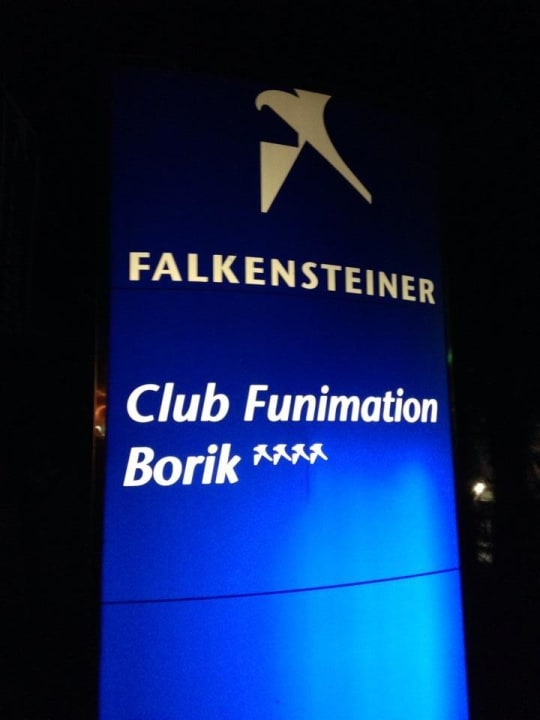 FALKENSTEINER
Club Funimation
Borik